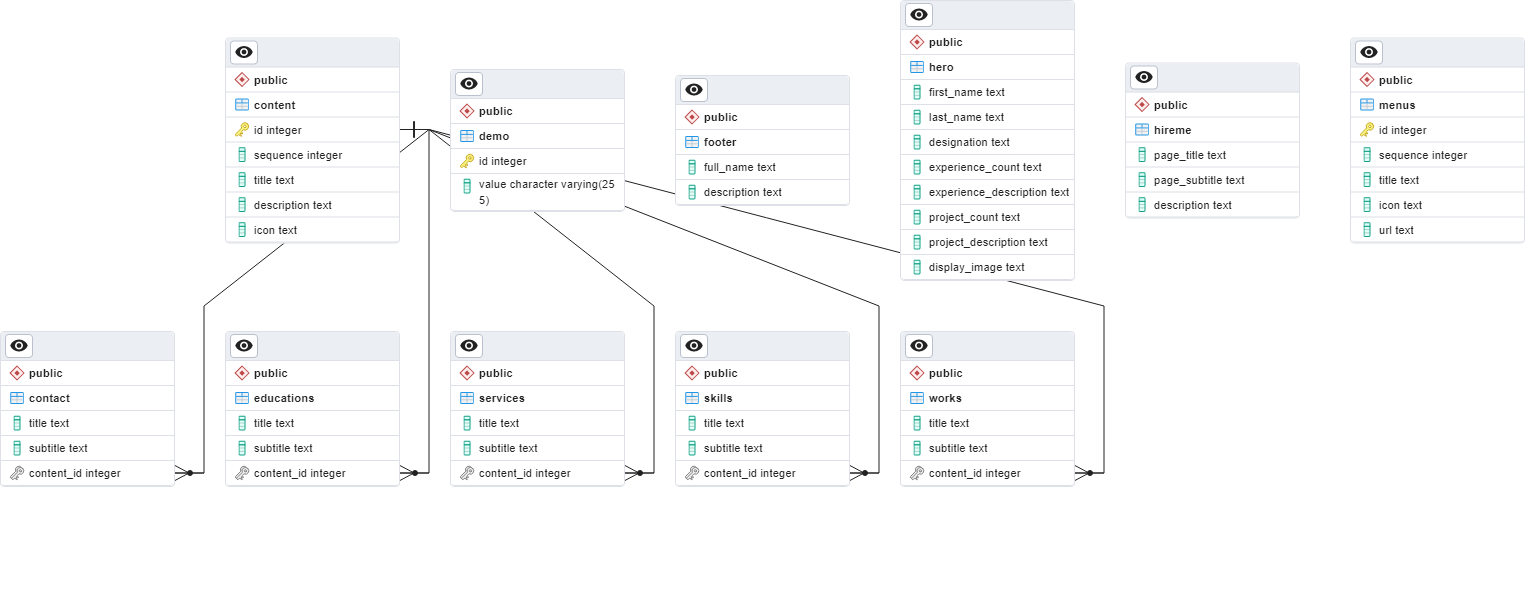 public
content
id integer
sequence integer
title text
description text
icon text
public
demo
id integer
value character varying(25
5)
public
footer
full_name text
description text
public
hero
first_name text
last_name text
designation text
experience_count text
experience_description text
project_count text
project_description text
display_image text
public
hireme
page_title text
page_subtitle text
description text
public
menus
id integer
sequence integer
title text
icon text
url text
public
contact
title text
subtitle text
content_id integer
public
educations
title text
subtitle text
content_id integer
public
services
title text
subtitle text
content_id integer
public
skills
title text
subtitle text
content_id integer
public
works
title text
subtitle text
content_id integer